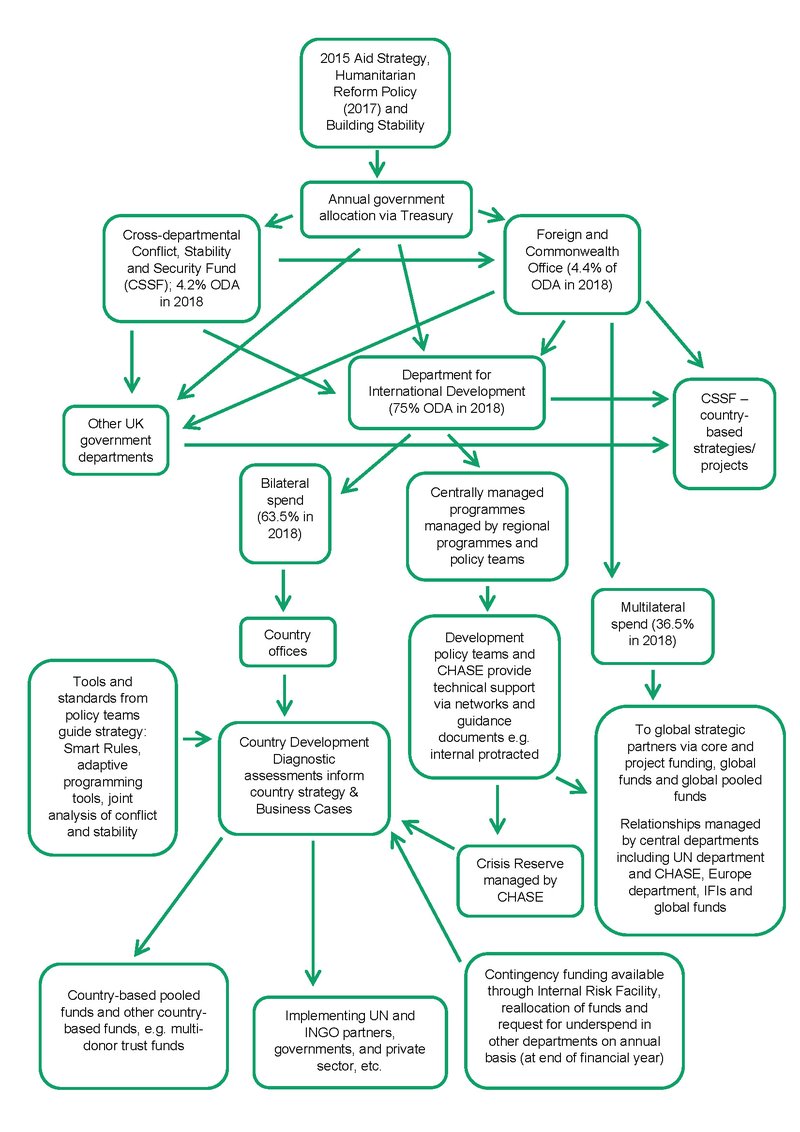 2015 Aid Strategy,
Humanitarian
Reform Policy
(2017) and
Building Stability
Annual government
allocation via Treasury
Cross-departmental
Conflict, Stability
and Security Fund
(CSSF); 4.2% ODA
in 2018
Foreign and
Commonwealth
Office (4.4% of
ODA in 2018)
Department for
International Development
(75% ODA in 2018)
Other UK
government
departments
CSSF –
country-
based
strategies/
projects
Bilateral
spend
(63.5% in
2018)
Centrally managed
programmes
managed by regional
programmes and
policy teams
Multilateral
spend (36.5%
in 2018)
Country
offices
Development
policy teams and
CHASE provide
technical support
via networks and
guidance
documents e.g.
internal protracted
Tools and
standards from
policy teams
guide strategy:
Smart Rules,
adaptive
programming
tools, joint
analysis of conflict
and stability
Country Development
Diagnostic
assessments inform
country strategy &
Business Cases
To global strategic
partners via core and
project funding, global
funds and global pooled
funds
Relationships managed
by central departments
including UN department
and CHASE, Europe
department, IFIs and
global funds
Crisis Reserve
managed by
CHASE
Country-based pooled
funds and other country-
based funds, e.g. multi-
donor trust funds
Implementing UN and
INGO partners,
governments, and private
sector, etc.
Contingency funding available
through Internal Risk Facility,
reallocation of funds and
request for underspend in
other departments on annual
basis (at end of financial year)